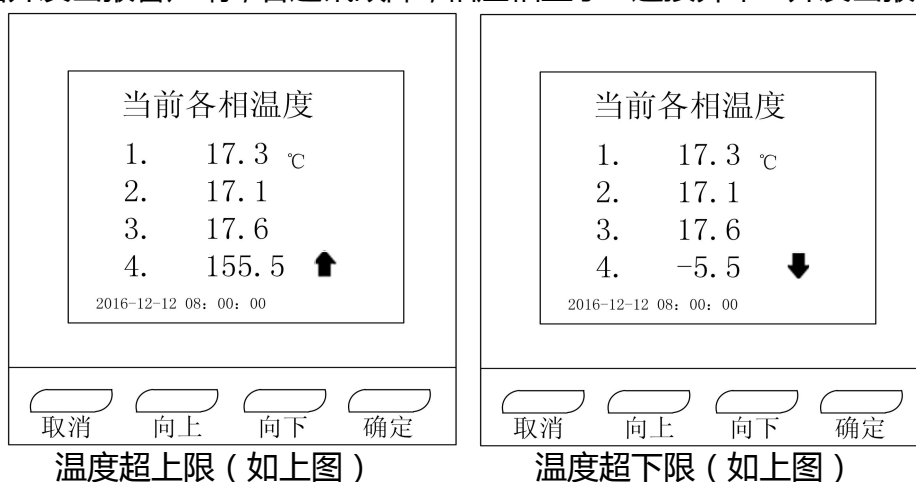 当前各相温度
1. 17.3 ℃
2. 17.1
3. 17.6
4. 155.5
2016-12-12 08: 00: 00
取消 向上 向下 确定
温度超上限（如上图）
当前各相温度
1. 17.3 ℃
2. 17.1
3. 17.6
4. -5.5
2016-12-12 08: 00: 00
取消 向上 向下 确定
温度超下限（如上图）